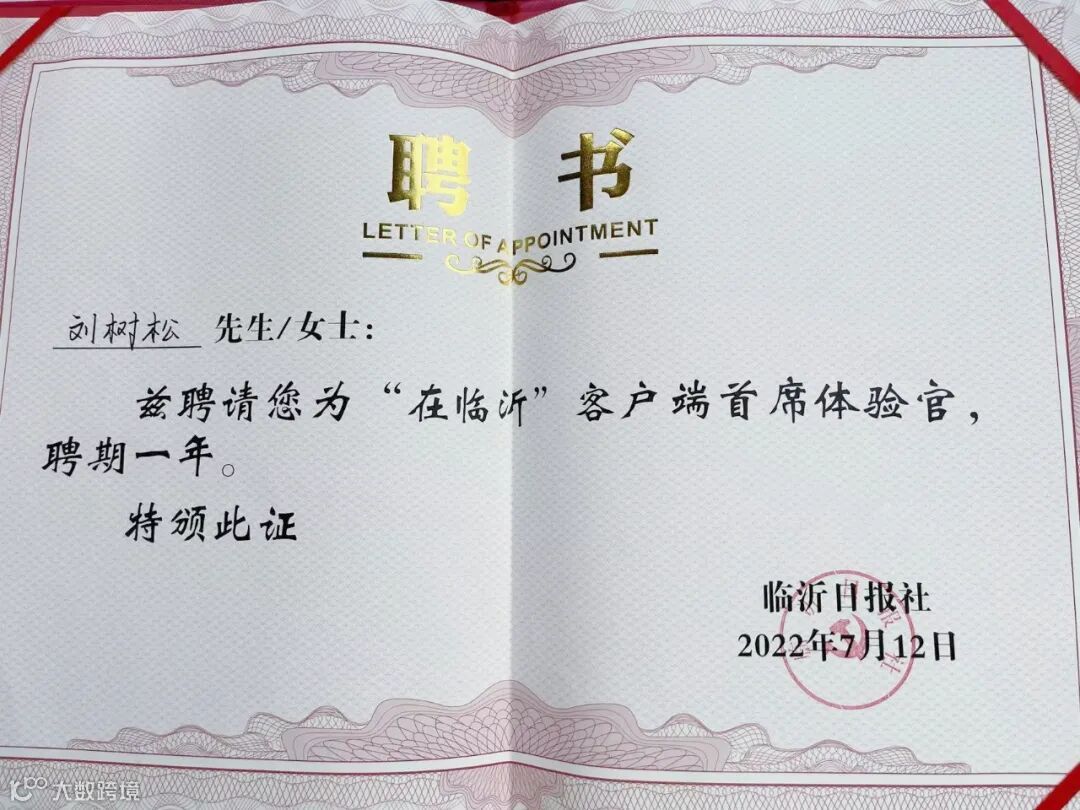 聘 书
LETTER OF APPOINTMENT
刘树松 先生/女士：
兹聘请您为“在临沂”客户端首席体验官，
聘期一年。
特颁此证
临沂日报社
2022年7月12日
大数跨境